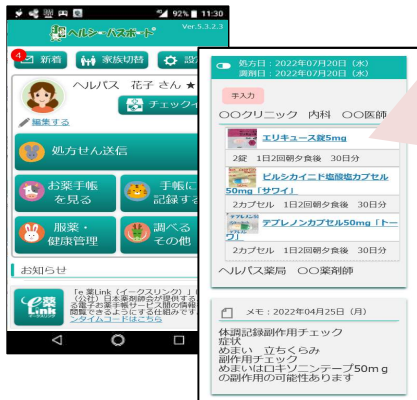 92% 11:30
ヘルシーパスポート®
Ver.5.3.2.3
4 新着
家族切替
設
ヘルパス 花子 さん ★
チェックイ
編集する
処方せん送信
お薬手帳
を見る
手帳に
記録す
服薬・
健康管理
調べる
その他
お知らせ
e薬Link
「e 薬Link（イークスリンク）」
（公社）日本薬剤師会が提供する
る電子お薬手帳サービス間の情報
閲覧できるようにする仕組みです
ンタイムコードはこちら
処方日：2022年07月20日（水）
調剤日：2022年07月20日（水）
手入力
〇〇クリニック 内科 〇〇医師
エリキュース錠5mg
2錠 1日2回朝夕食後 30日分
ピルシカイニド塩酸塩カプセル
50mg「サワイ」
2カプセル 1日2回朝夕食後 30日分
テプレノンカプセル50mg「トー
ワ」
2カプセル 1日2回朝夕食後 30日分
ヘルパス薬局 〇〇薬剤師
メモ：2022年04月25日（月）
体調記録副作用チェック
症状
めまい 立ちくらみ
副作用チェック
めまいはロキソニンテープ50mg
の副作用の可能性あります